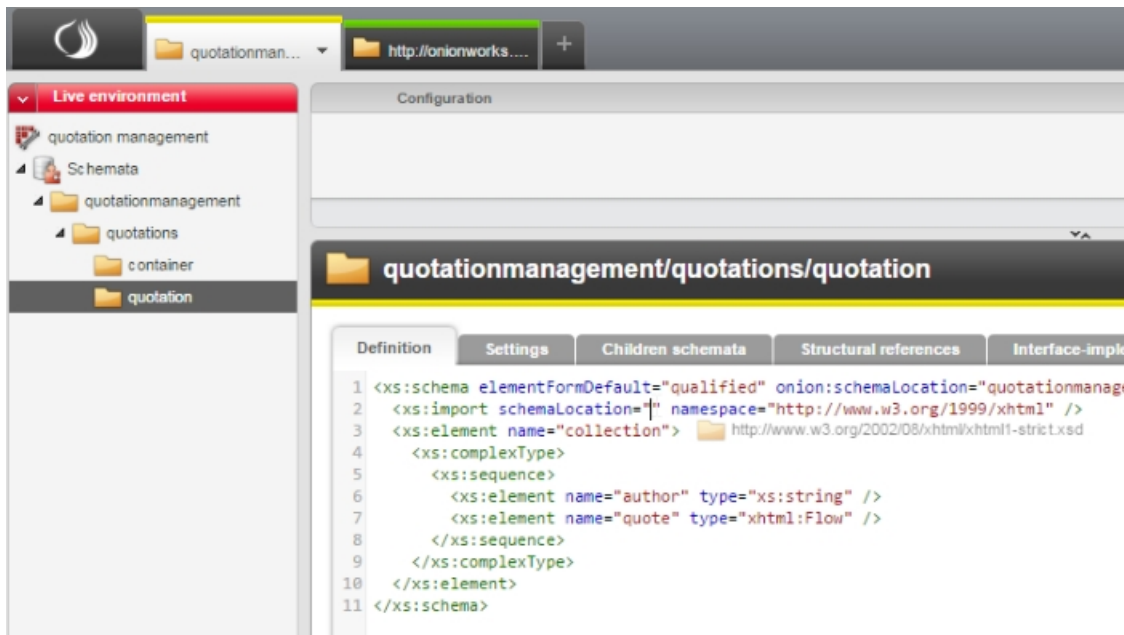 quotationman...
http://onionworks....
+
Live environment
Configuration
quotation management
Schemata
quotationmanagement
quotations
container
quotation
quotationmanagement/quotations/quotation
Definition Settings Children schemata Structural references Interface-imple
1 <xs:schema elementFormDefault="qualified" onion:schemaLocation="quotationmanage
2 <xs:import schemaLocation="" namespace="http://www.w3.org/1999/xhtml" />
3 <xs:element name="collection"> http://www.w3.org/2002/08/xhtml/xhtml1-strict.xsd
4 <xs:complexType>
5 <xs:sequence>
6 <xs:element name="author" type="xs:string" />
7 <xs:element name="quote" type="xhtml:Flow" />
8 </xs:sequence>
9 </xs:complexType>
10 </xs:element>
11 </xs:schema>